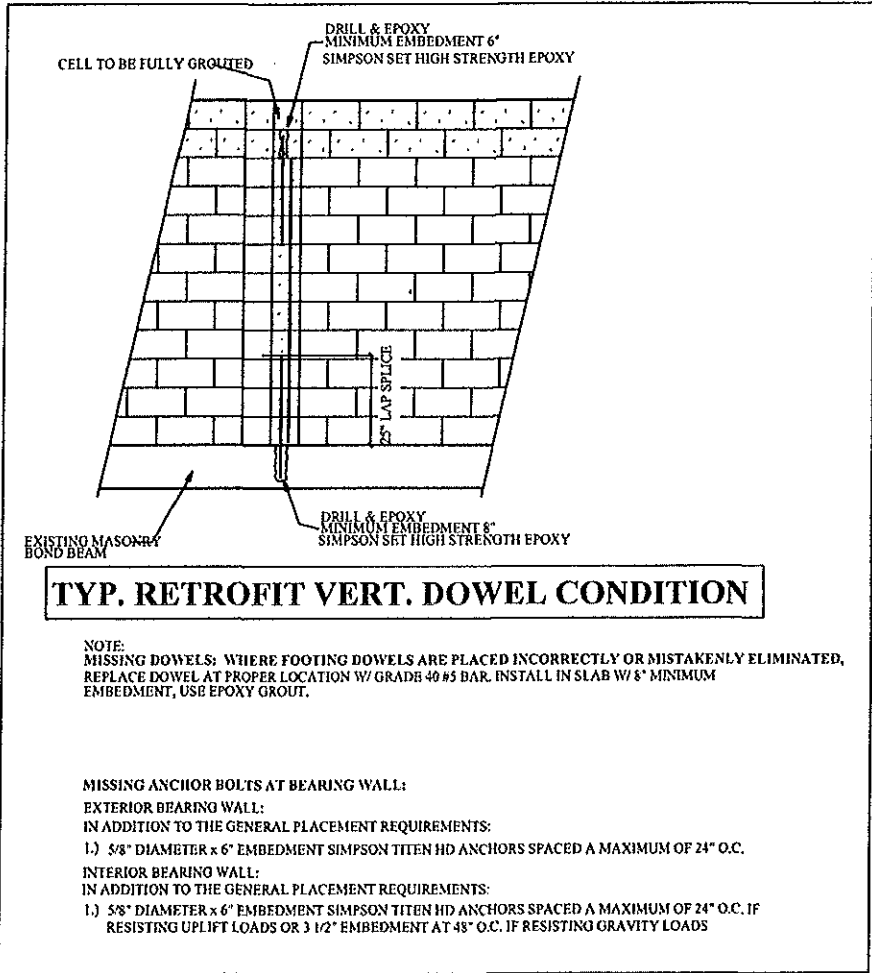 DRILL & EPOXY
MINIMUM EMBEDMENT 6"
SIMPSON SET HIGH STRENGTH EPOXY
CELL TO BE FULLY GROUTED
25" LAP SPLICE
DRILL & EPOXY
MINIMUM EMBEDMENT 8"
SIMPSON SET HIGH STRENGTH EPOXY
EXISTING MASONRY
BOND BEAM
TYP. RETROFIT VERT. DOWEL CONDITION
NOTE:
MISSING DOWELS: WHERE FOOTING DOWELS ARE PLACED INCORRECTLY OR MISTAKENLY ELIMINATED,
REPLACE DOWEL AT PROPER LOCATION W/ GRADE 40 #5 BAR. INSTALL IN SLAB W/ 8" MINIMUM
EMBEDMENT, USE EPOXY GROUT.
MISSING ANCHOR BOLTS AT BEARING WALL:
EXTERIOR BEARING WALL:
IN ADDITION TO THE GENERAL PLACEMENT REQUIREMENTS:
1.) 5/8" DIAMETER x 6" EMBEDMENT SIMPSON TITEN HD ANCHORS SPACED A MAXIMUM OF 24" O.C.
INTERIOR BEARING WALL:
IN ADDITION TO THE GENERAL PLACEMENT REQUIREMENTS:
1.) 5/8" DIAMETER x 6" EMBEDMENT SIMPSON TITEN HD ANCHORS SPACED A MAXIMUM OF 24" O.C. IF
RESISTING UPLIFT LOADS OR 3 1/2" EMBEDMENT AT 48" O.C. IF RESISTING GRAVITY LOADS